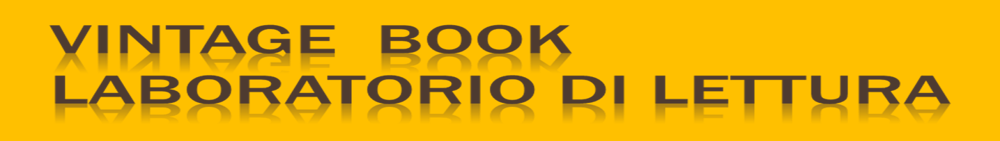 VINTAGE BOOK
LABORATORIO DI LETTURA